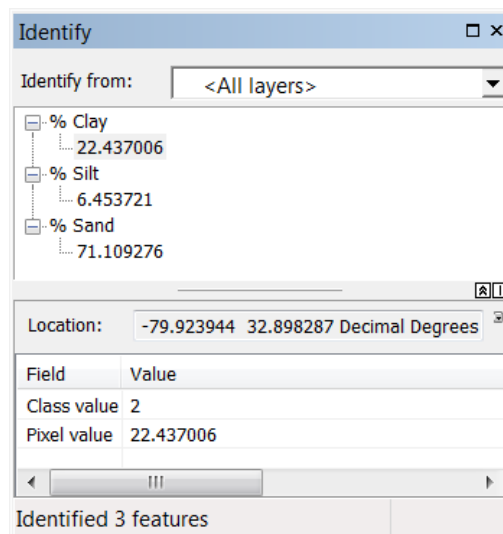 Identify
Identify from: <All layers>
% Clay
22.437006
% Silt
6.453721
% Sand
71.109276
Location: -79.923944 32.898287 Decimal Degrees
Field Value
Class value 2
Pixel value 22.437006
Identified 3 features